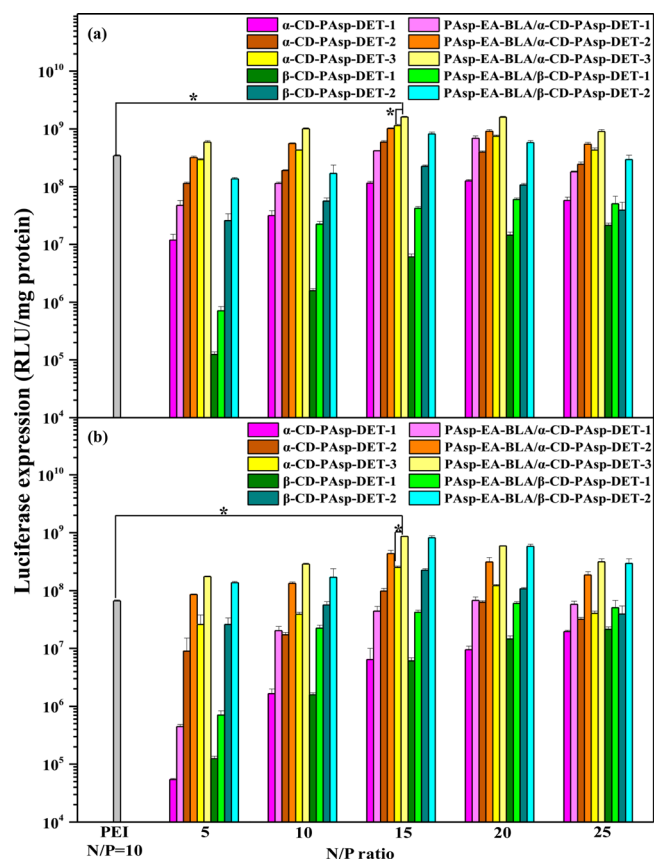 (a)
α-CD-PAsp-DET-1 PAsp-EA-BLA/α-CD-PAsp-DET-1
α-CD-PAsp-DET-2 PAsp-EA-BLA/α-CD-PAsp-DET-2
α-CD-PAsp-DET-3 PAsp-EA-BLA/α-CD-PAsp-DET-3
β-CD-PAsp-DET-1 PAsp-EA-BLA/β-CD-PAsp-DET-1
β-CD-PAsp-DET-2 PAsp-EA-BLA/β-CD-PAsp-DET-2
10¹⁰
*
10⁹
*
10⁸
10⁷
10⁶
10⁵
10⁴
Luciferase expression (RLU/mg protein)
(b)
α-CD-PAsp-DET-1 PAsp-EA-BLA/α-CD-PAsp-DET-1
α-CD-PAsp-DET-2 PAsp-EA-BLA/α-CD-PAsp-DET-2
α-CD-PAsp-DET-3 PAsp-EA-BLA/α-CD-PAsp-DET-3
β-CD-PAsp-DET-1 PAsp-EA-BLA/β-CD-PAsp-DET-1
β-CD-PAsp-DET-2 PAsp-EA-BLA/β-CD-PAsp-DET-2
10¹⁰
*
10⁹
*
10⁸
10⁷
10⁶
10⁵
10⁴
PEI 5 10 15 20 25
N/P=10 N/P ratio